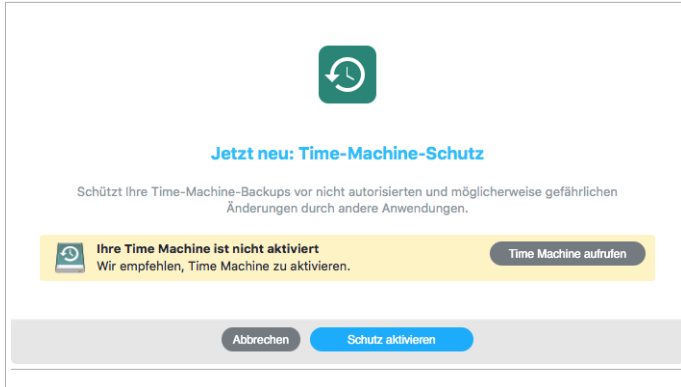 Jetzt neu: Time-Machine-Schutz
Schützt Ihre Time-Machine-Backups vor nicht autorisierten und möglicherweise gefährlichen
Änderungen durch andere Anwendungen.
Ihre Time Machine ist nicht aktiviert
Wir empfehlen, Time Machine zu aktivieren.
Time Machine aufrufen
Abbrechen
Schutz aktivieren